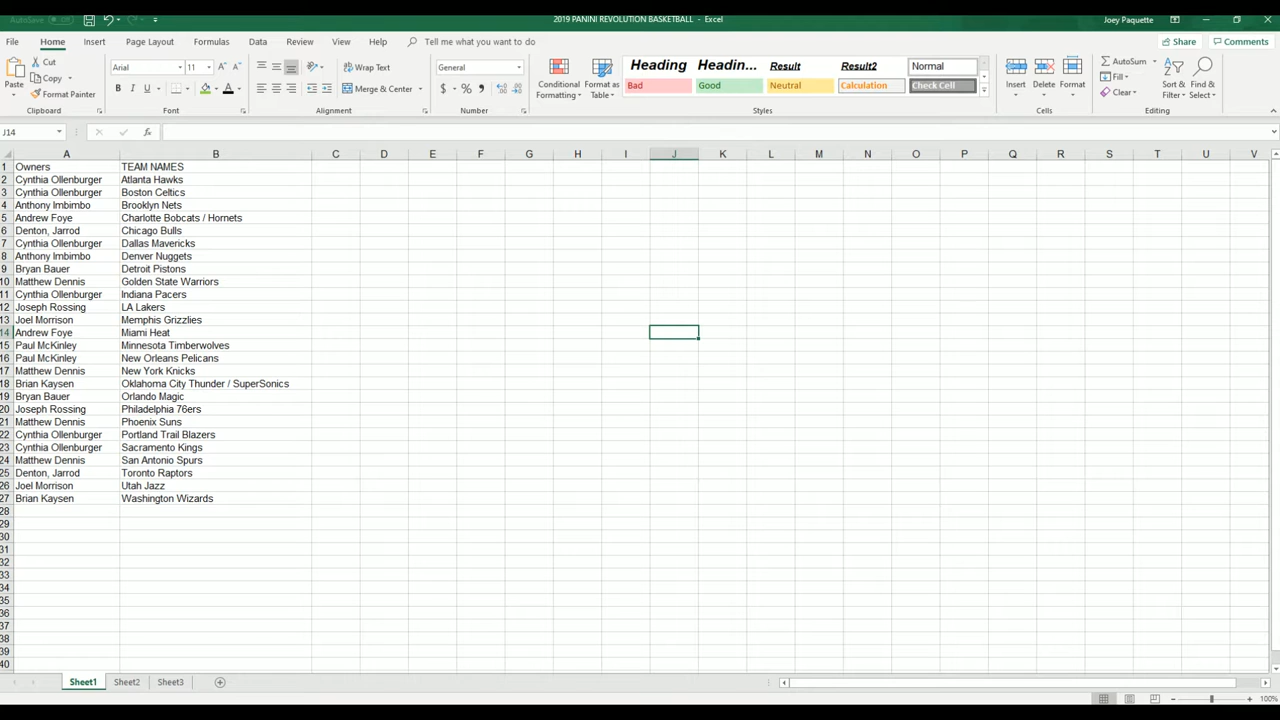 AutoSave Off
2019 PANINI REVOLUTION BASKETBALL - Excel
Joey Paquette
File Home Insert Page Layout Formulas Data Review View Help Tell me what you want to do Share Comments
Paste
Cut
Copy
Format Painter
Clipboard
Arial 11
B I U
Font
Wrap Text
Merge & Center
Alignment
General
$ % ,
Number
Conditional Formatting
Format as Table
Heading Headin... Result Result2 Normal
Bad Good Neutral Calculation Check Cell
Styles
Insert Delete Format
Cells
AutoSum
Fill
Clear
Sort & Filter
Find & Select
Editing
J14 fx
A B C D E F G H I J K L M N O P Q R S T U V
1 Owners TEAM NAMES
2 Cynthia Ollenburger Atlanta Hawks
3 Cynthia Ollenburger Boston Celtics
4 Anthony Imbimbo Brooklyn Nets
5 Andrew Foye Charlotte Bobcats / Hornets
6 Denton, Jarrod Chicago Bulls
7 Cynthia Ollenburger Dallas Mavericks
8 Anthony Imbimbo Denver Nuggets
9 Bryan Bauer Detroit Pistons
10 Matthew Dennis Golden State Warriors
11 Cynthia Ollenburger Indiana Pacers
12 Joseph Rossing LA Lakers
13 Joel Morrison Memphis Grizzlies
14 Andrew Foye Miami Heat
15 Paul McKinley Minnesota Timberwolves
16 Paul McKinley New Orleans Pelicans
17 Matthew Dennis New York Knicks
18 Brian Kaysen Oklahoma City Thunder / SuperSonics
19 Bryan Bauer Orlando Magic
20 Joseph Rossing Philadelphia 76ers
21 Matthew Dennis Phoenix Suns
22 Cynthia Ollenburger Portland Trail Blazers
23 Cynthia Ollenburger Sacramento Kings
24 Matthew Dennis San Antonio Spurs
25 Denton, Jarrod Toronto Raptors
26 Joel Morrison Utah Jazz
27 Brian Kaysen Washington Wizards
28
29
30
31
32
33
34
35
36
37
38
39
40
Sheet1 Sheet2 Sheet3
100%